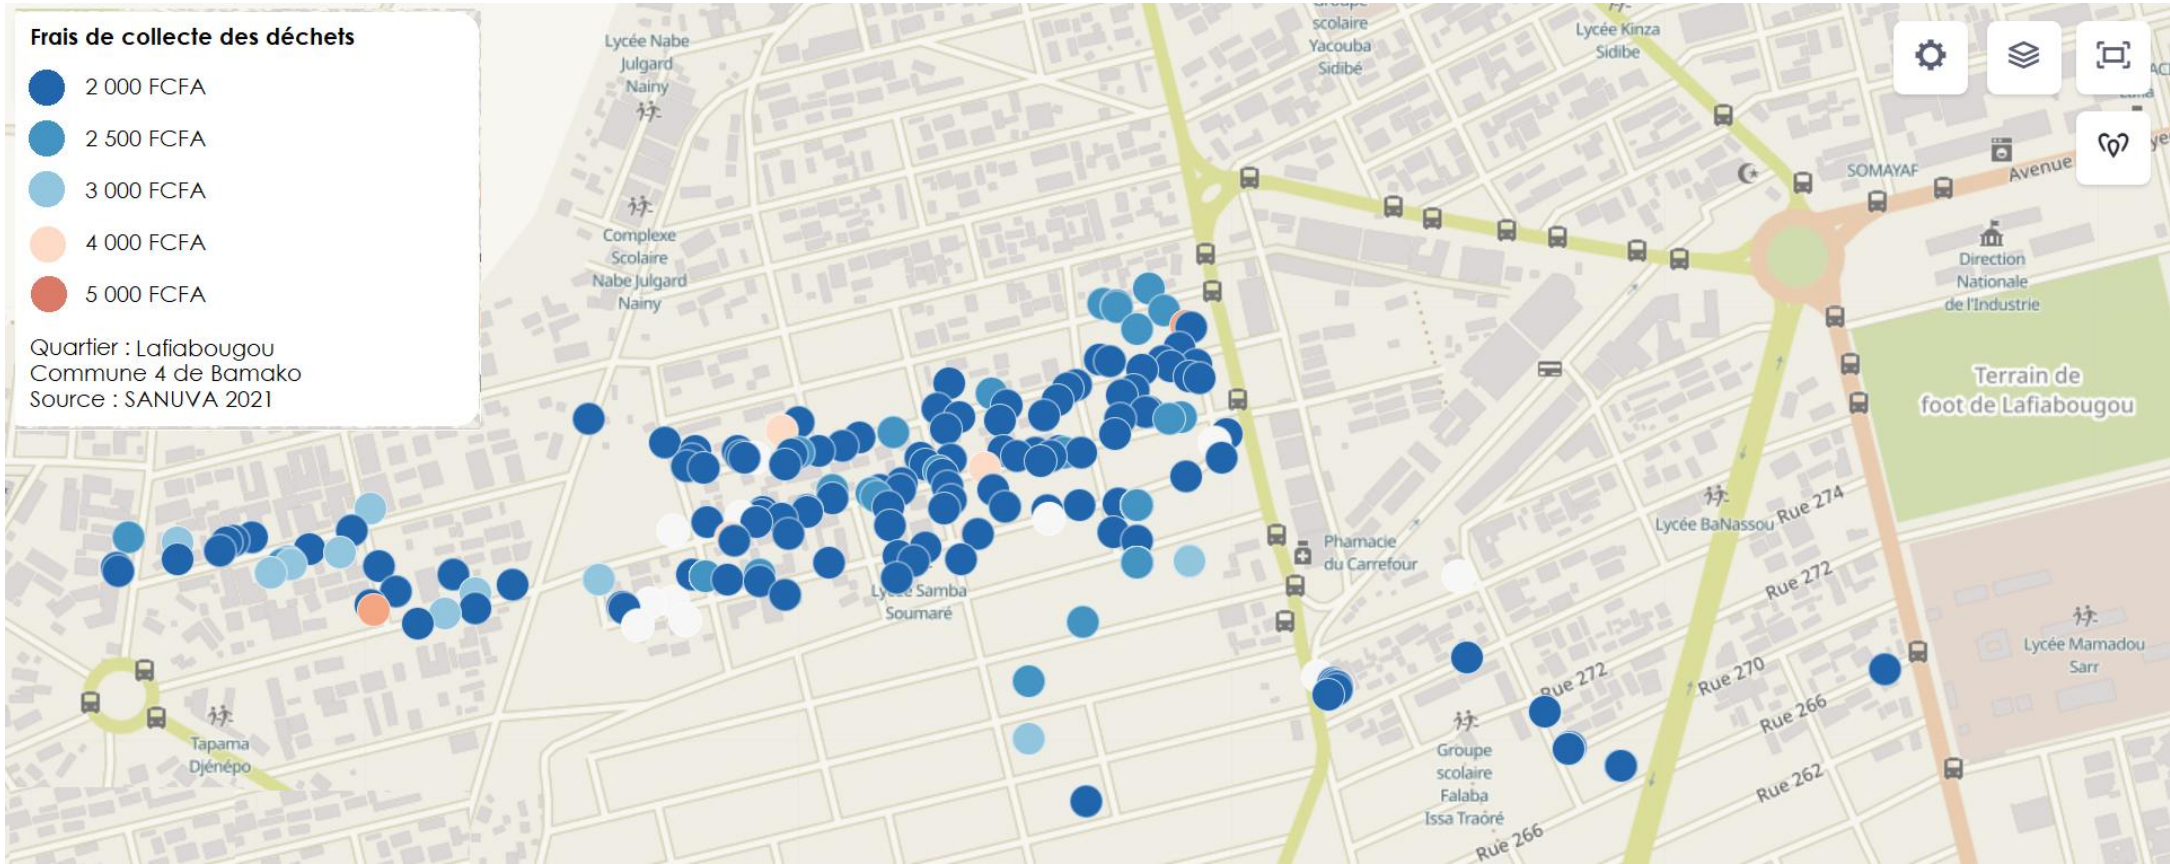 Frais de collecte des déchets
2 000 FCFA
2 500 FCFA
3 000 FCFA
4 000 FCFA
5 000 FCFA
Quartier : Lafiabougou
Commune 4 de Bamako
Source : SANUVA 2021
Lycée Nabe
Julgard
Nainy
Complexe
Scolaire
Nabe Julgard
Nainy
scolaire
Yacouba
Sidibé
Lycée Kinza
Sidibe
SOMAYAF
Avenue
Direction
Nationale
de l'Industrie
Terrain de
foot de Lafiabougou
Lycée BaNassou
Rue 274
Rue 272
Pharmacie
du Carrefour
Samba
Soumaré
Lycée Mamadou
Sarr
Rue 272
Rue 270
Rue 266
Rue 262
Tapama
Djénépo
Groupe
scolaire
Falaba
Issa Traoré
Rue 266